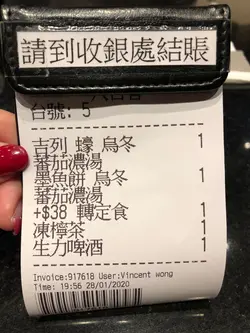 請到收銀處結賬
台號: 5
吉列 蠔 烏冬 1
蕃茄濃湯
墨魚餅 烏冬 1
蕃茄濃湯
+$38 轉定食 1
凍檸茶 1
生力啤酒 1
Invoice:917618 User:Vincent wong
Time: 19:56 28/01/2020